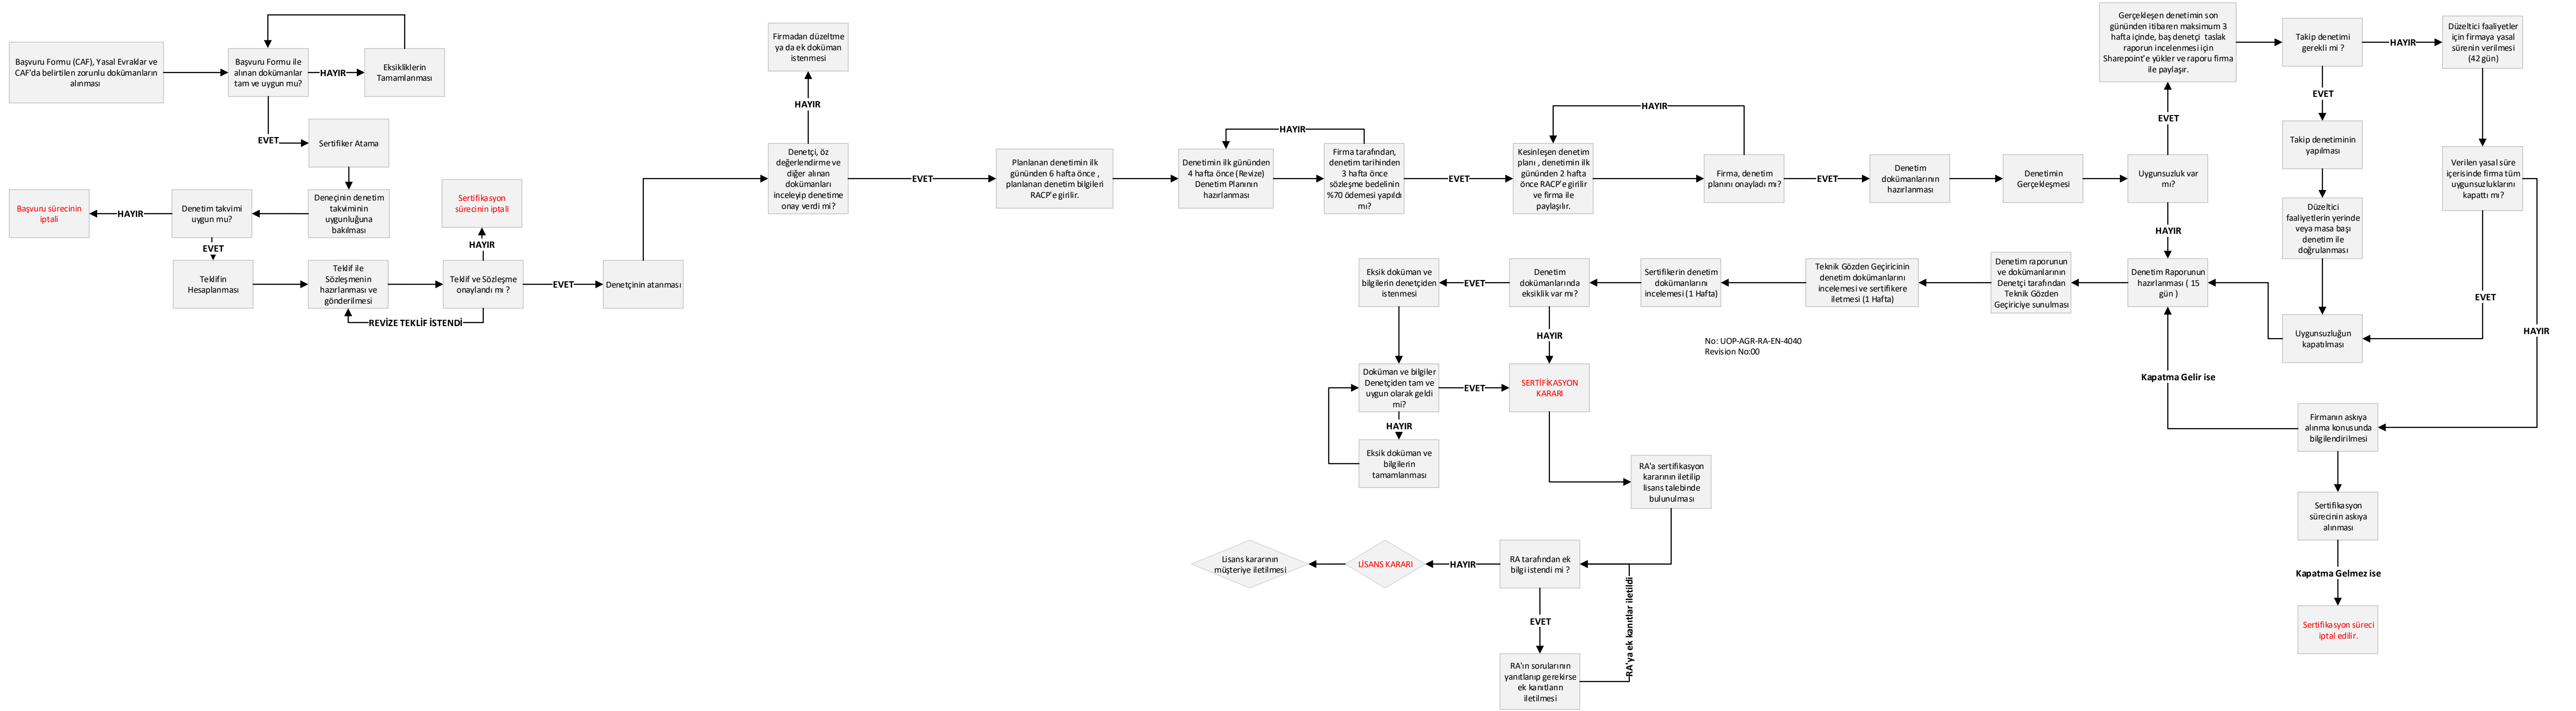 Başvuru Formu (CAF), Yasal Evraklar ve
CAF'da belirtilen zorunlu dokümanların
alınması
Başvuru Formu ile
alınan dokümanlar
tam ve uygun mu?
HAYIR
Eksikliklerin
Tamamlanması
EVET
Sertifiker Atama
Deneçinin denetim
takviminin
uygunluğuna
bakılması
Denetim takvimi
uygun mu?
HAYIR
Başvuru sürecinin
iptali
EVET
Teklifin
Hesaplanması
Teklif ile
Sözleşmenin
hazırlanması ve
gönderilmesi
Teklif ve Sözleşme
onaylandı mı ?
HAYIR
Sertifikasyon
sürecinin iptali
REVİZE TEKLİF İSTENDİ
EVET
Denetçinin atanması
Denetçi, öz
değerlendirme ve
diğer alınan
dokümanları
inceleyip denetime
onay verdi mi?
HAYIR
Firmadan düzeltme
ya da ek doküman
istenmesi
EVET
Planlanan denetimin ilk
gününden 6 hafta önce ,
planlanan denetim bilgileri
RACP'e girilir.
Denetimin ilk gününden
4 hafta önce (Revize)
Denetim Planının
hazırlanması
HAYIR
Firma tarafından,
denetim tarihinden
3 hafta önce
sözleşme bedelinin
%70 ödemesi yapıldı
mı?
EVET
Kesinleşen denetim
planı , denetimin ilk
gününden 2 hafta
önce RACP'e girilir
ve firma ile
paylaşılır.
HAYIR
Firma, denetim
planını onayladı mı?
EVET
Denetim
dokümanlarının
hazırlanması
Denetimin
Gerçekleşmesi
Uygunsuzluk var
mı?
EVET
Gerçekleşen denetimin son
gününden itibaren maksimum 3
hafta içinde, baş denetçi  taslak
raporun incelenmesi için
Sharepoint'e yükler ve raporu firma
ile paylaşır.
Takip denetimi
gerekli mi ?
HAYIR
Düzeltici faaliyetler
için firmaya yasal
sürenin verilmesi
(42 gün)
EVET
Takip denetiminin
yapılması
Düzeltici
faaliyetlerin yerinde
veya masa başı
denetim ile
doğrulanması
Verilen yasal süre
içerisinde firma tüm
uygunsuzluklarını
kapattı mı?
EVET
HAYIR
Uygunsuzluğun
kapatılması
HAYIR
Denetim Raporunun
hazırlanması ( 15
gün )
Denetim raporunun
ve dokümanlarının
Denetçi tarafından
Teknik Gözden
Geçiriciye sunulması
Teknik Gözden Geçiricinin
denetim dokümanlarını
incelemesi ve sertifikere
iletmesi (1 Hafta)
Sertifikerin denetim
dokümanlarını
incelemesi (1 Hafta)
Denetim
dokümanlarında
eksiklik var mı?
EVET
Eksik doküman ve
bilgilerin denetçiden
istenmesi
HAYIR
No: UOP-AGR-RA-EN-4040
Revision No:00
Doküman ve bilgiler
Denetçiden tam ve
uygun olarak geldi
mi?
EVET
SERTİFİKASYON
KARARI
HAYIR
Eksik doküman ve
bilgilerin
tamamlanması
Kapatma Gelir ise
Firmanın askıya
alınma konusunda
bilgilendirilmesi
Sertifikasyon
sürecinin askıya
alınması
Kapatma Gelmez ise
Sertifikasyon süreci
iptal edilir.
RA'a sertifikasyon
kararının iletilip
lisans talebinde
bulunulması
RA tarafından ek
bilgi istendi mi ?
HAYIR
LİSANS KARARI
Lisans kararının
müşteriye iletilmesi
EVET
RA'ın sorularının
yanıtlanıp gerekirse
ek kanıtların
iletilmesi
RA'ya ek kanıtlar iletildi